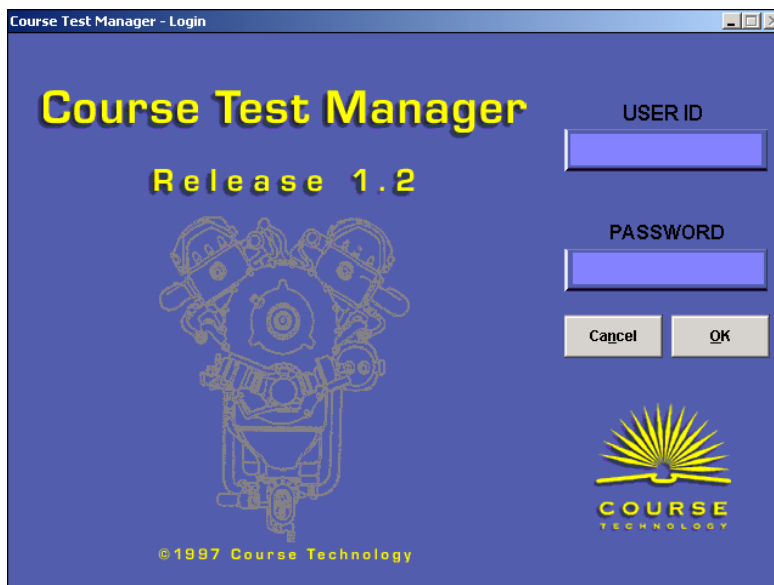 Course Test Manager - Login
Course Test Manager
Release 1.2
USER ID
PASSWORD
Cancel
OK
COURSE
TECHNOLOGY
©1997 Course Technology